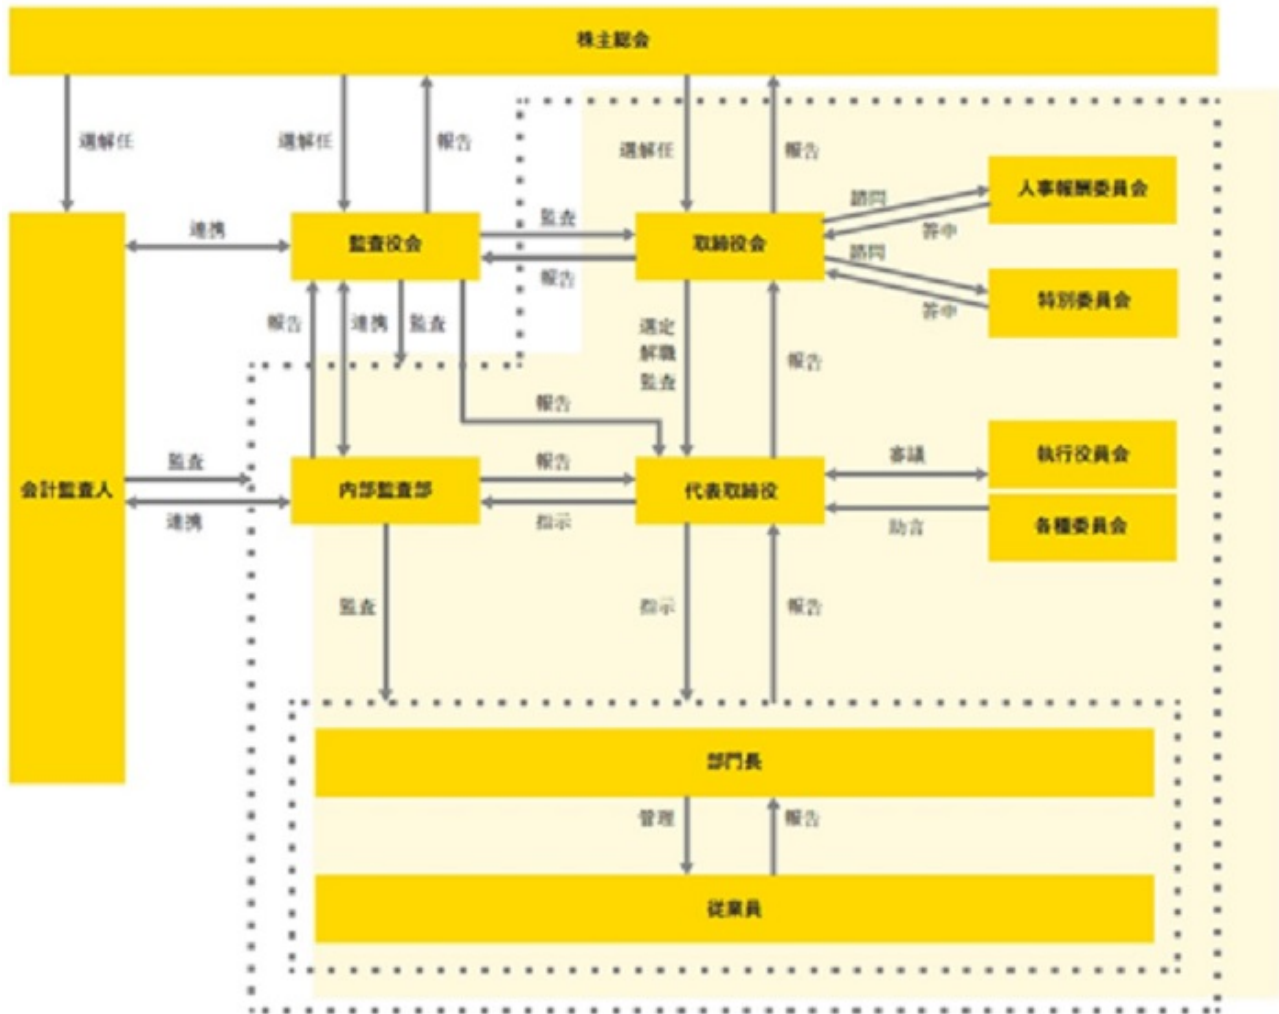 株主総会
選解任
選解任
報告
選解任
報告
人事報酬委員会
諮問
答申
連携
監査役会
監査
取締役会
報告
諮問
答申
特別委員会
報告
連携
監査
選定
解職
監査
報告
報告
会計監査人
監査
連携
内部監査部
報告
指示
代表取締役
審議
執行役員会
助言
各種委員会
監査
指示
報告
部門長
管理
報告
従業員